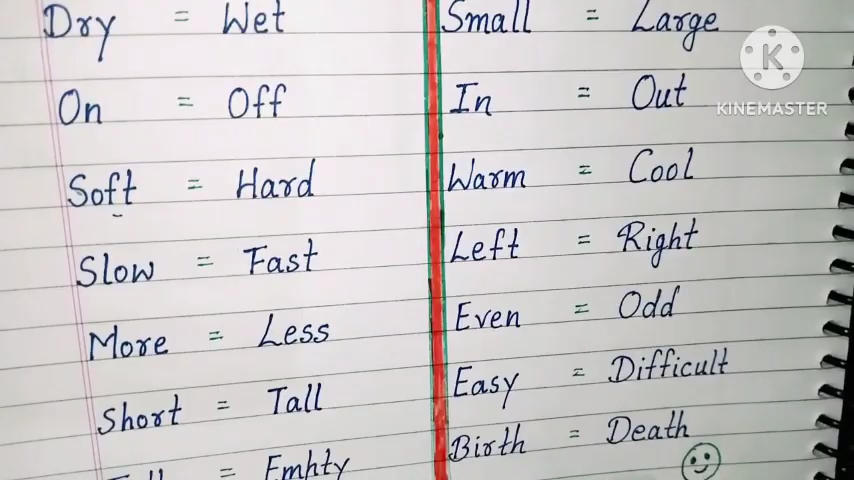 Dry = Wet
On = Off
Soft = Hard
Slow = Fast
More = Less
Short = Tall
= Emhty
Small = Large
In = Out
Warm = Cool
Left = Right
Even = Odd
Easy = Difficult
Birth = Death
KINEMASTER